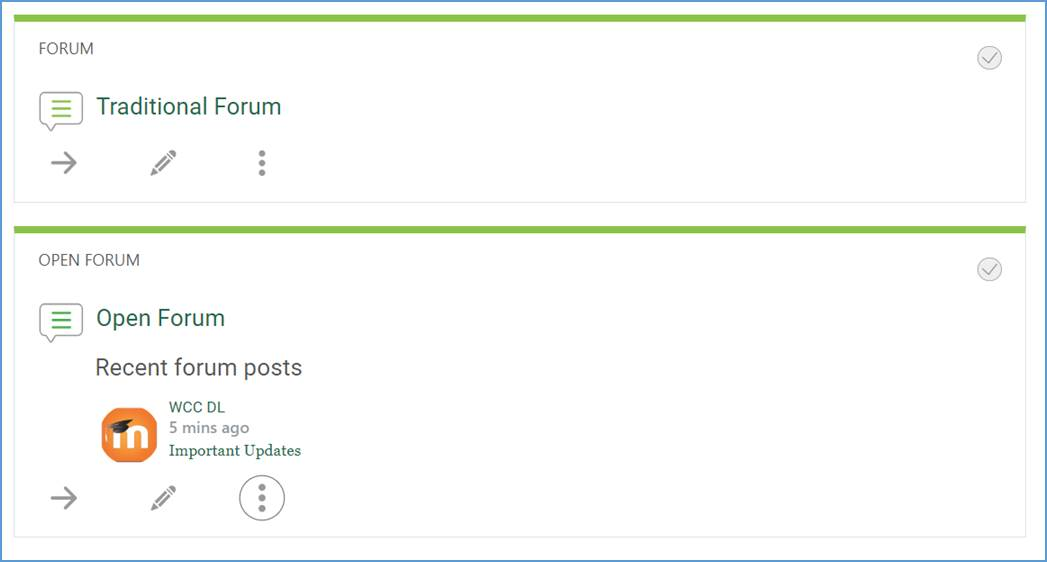 FORUM
Traditional Forum
OPEN FORUM
Open Forum
Recent forum posts
WCC DL
5 mins ago
Important Updates
m